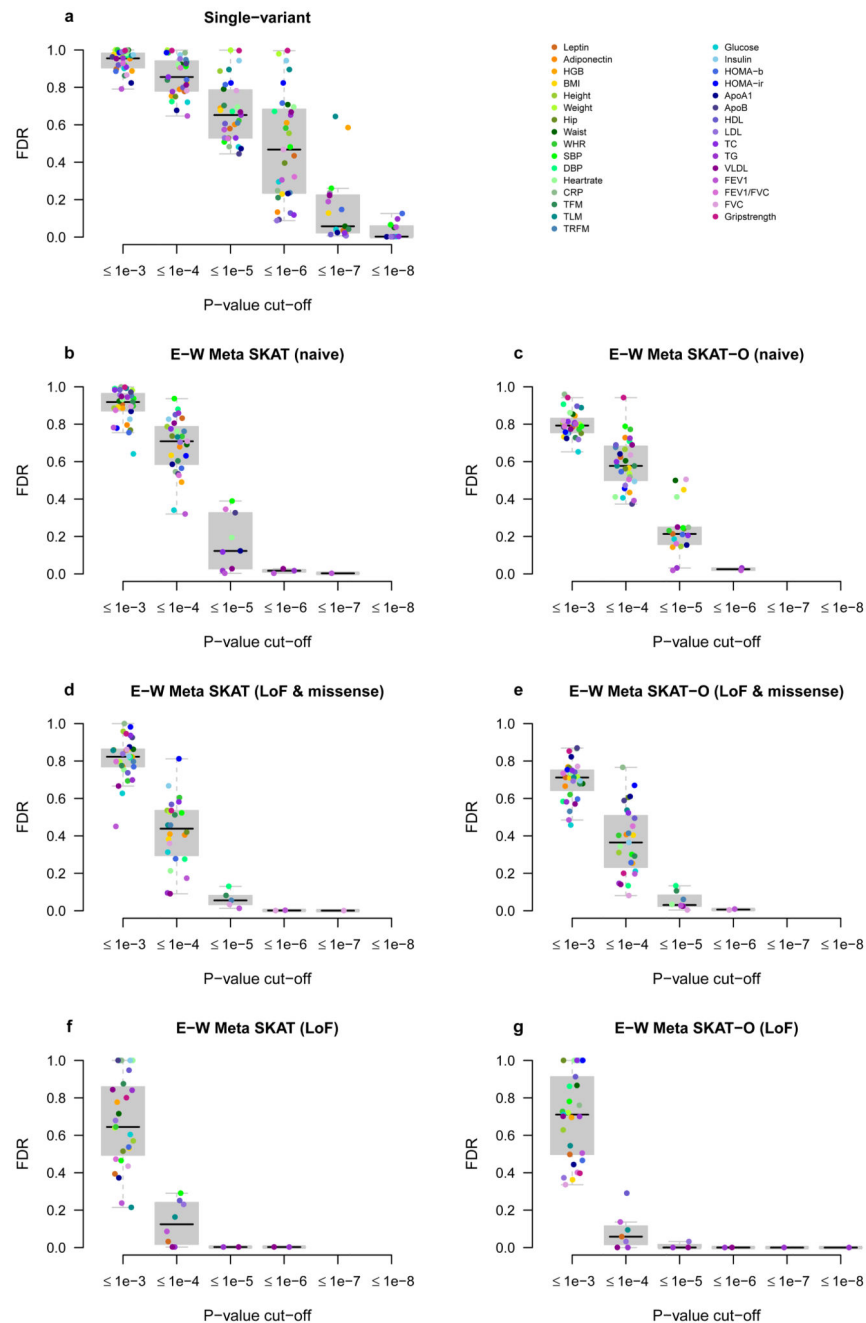 a
Single−variant
1.0
0.8
0.6
0.4
0.2
0.0
FDR
≤ 1e−3
≤ 1e−4
≤ 1e−5
≤ 1e−6
≤ 1e−7
≤ 1e−8
P−value cut−off
Leptin
Adiponectin
HGB
BMI
Height
Weight
Hip
Waist
WHR
SBP
DBP
Heartrate
CRP
TFM
TLM
TRFM
Glucose
Insulin
HOMA−b
HOMA−ir
ApoA1
ApoB
HDL
LDL
TC
TG
VLDL
FEV1
FEV1/FVC
FVC
Gripstrength
b
E−W Meta SKAT (naive)
1.0
0.8
0.6
0.4
0.2
0.0
FDR
≤ 1e−3
≤ 1e−4
≤ 1e−5
≤ 1e−6
≤ 1e−7
≤ 1e−8
P−value cut−off
c
E−W Meta SKAT−O (naive)
1.0
0.8
0.6
0.4
0.2
0.0
FDR
≤ 1e−3
≤ 1e−4
≤ 1e−5
≤ 1e−6
≤ 1e−7
≤ 1e−8
P−value cut−off
d
E−W Meta SKAT (LoF & missense)
1.0
0.8
0.6
0.4
0.2
0.0
FDR
≤ 1e−3
≤ 1e−4
≤ 1e−5
≤ 1e−6
≤ 1e−7
≤ 1e−8
P−value cut−off
e
E−W Meta SKAT−O (LoF & missense)
1.0
0.8
0.6
0.4
0.2
0.0
FDR
≤ 1e−3
≤ 1e−4
≤ 1e−5
≤ 1e−6
≤ 1e−7
≤ 1e−8
P−value cut−off
f
E−W Meta SKAT (LoF)
1.0
0.8
0.6
0.4
0.2
0.0
FDR
≤ 1e−3
≤ 1e−4
≤ 1e−5
≤ 1e−6
≤ 1e−7
≤ 1e−8
P−value cut−off
g
E−W Meta SKAT−O (LoF)
1.0
0.8
0.6
0.4
0.2
0.0
FDR
≤ 1e−3
≤ 1e−4
≤ 1e−5
≤ 1e−6
≤ 1e−7
≤ 1e−8
P−value cut−off